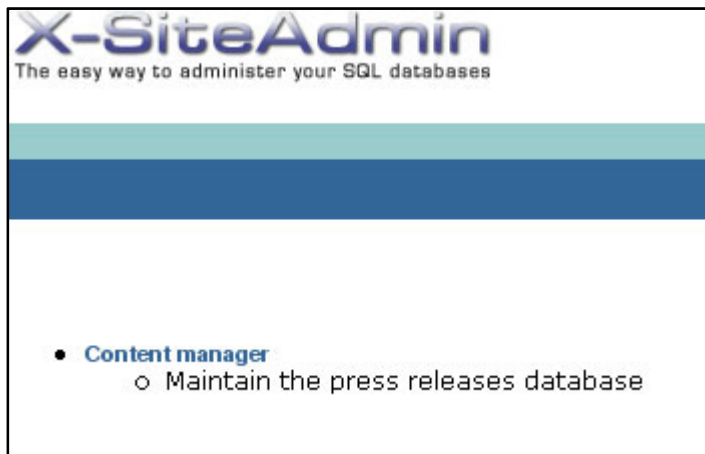 X-SiteAdmin
The easy way to administer your SQL databases
Content manager
Maintain the press releases database